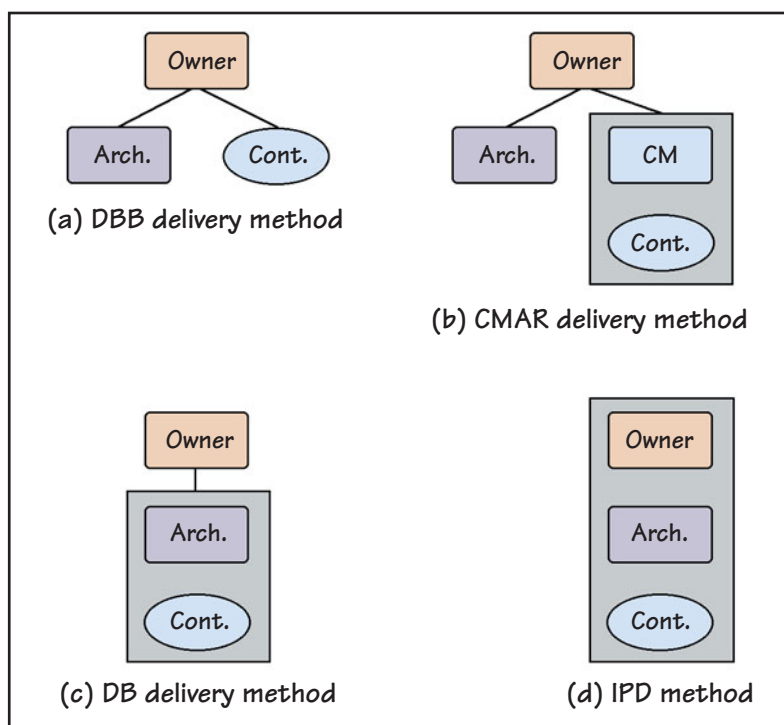 Owner
Arch.
Cont.
(a) DBB delivery method
Owner
Arch.
CM
Cont.
(b) CMAR delivery method
Owner
Arch.
Cont.
(c) DB delivery method
Owner
Arch.
Cont.
(d) IPD method